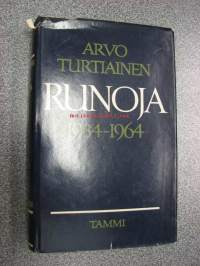 ARVO
TURTIAINEN
RUNOJA
1934-1964
TAMMI